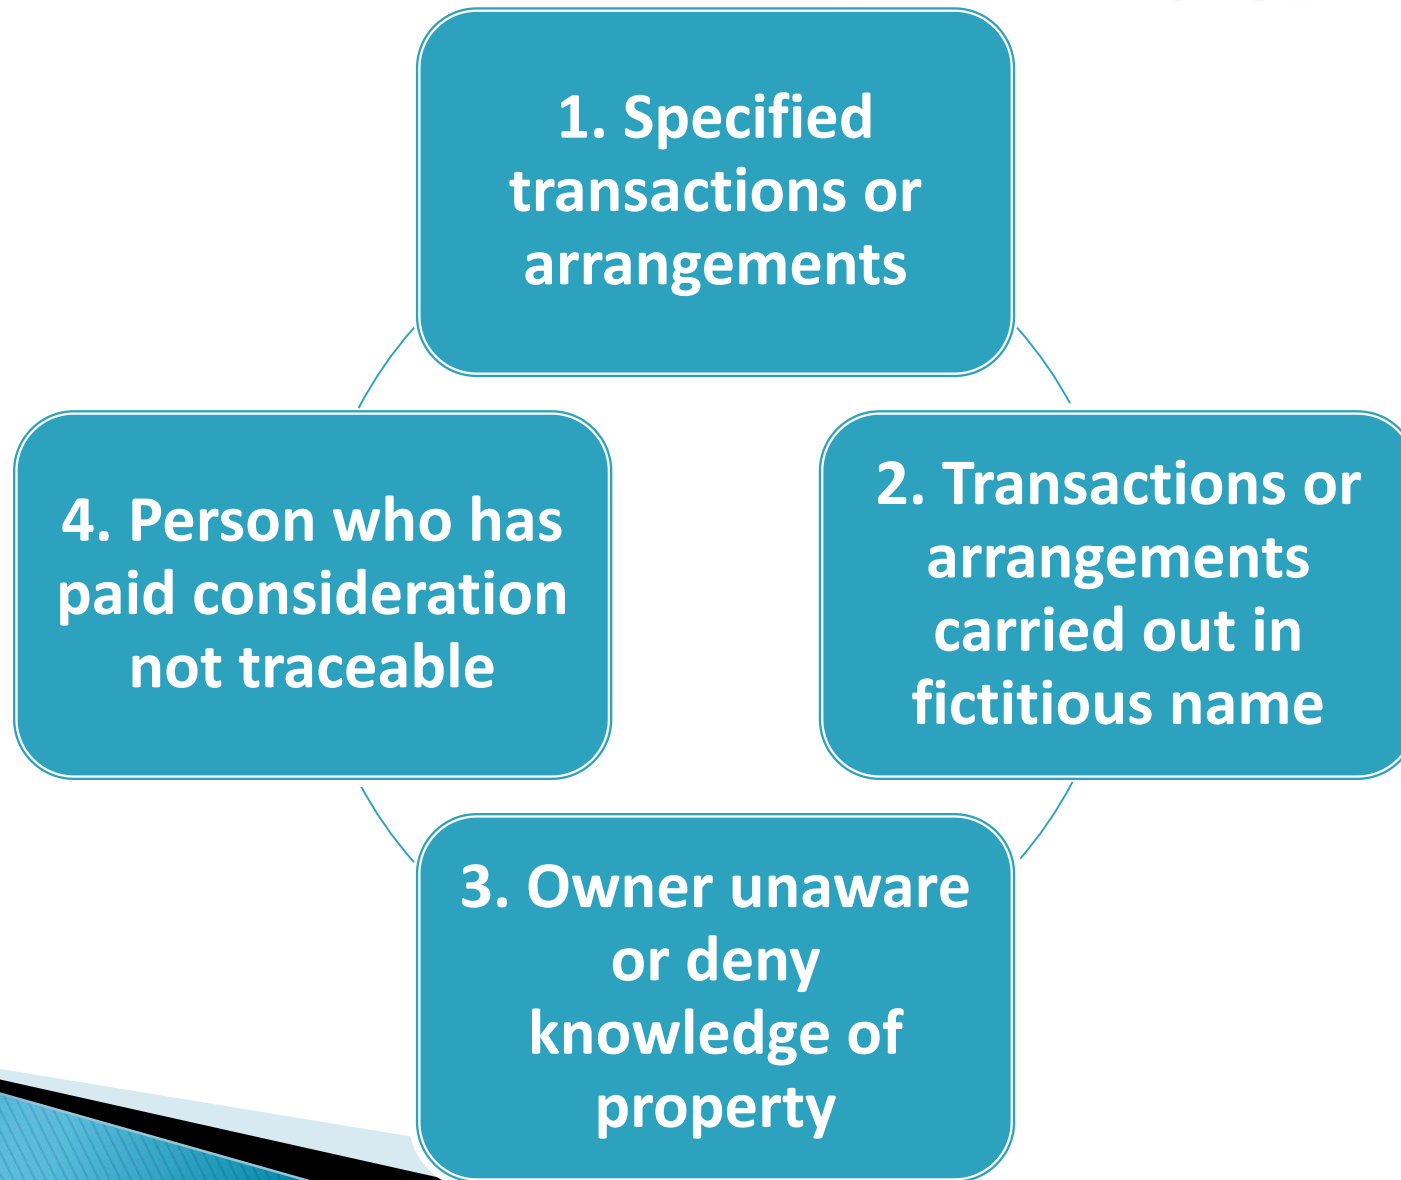 1. Specified
transactions or
arrangements
2. Transactions or
arrangements
carried out in
fictitious name
3. Owner unaware
or deny
knowledge of
property
4. Person who has
paid consideration
not traceable